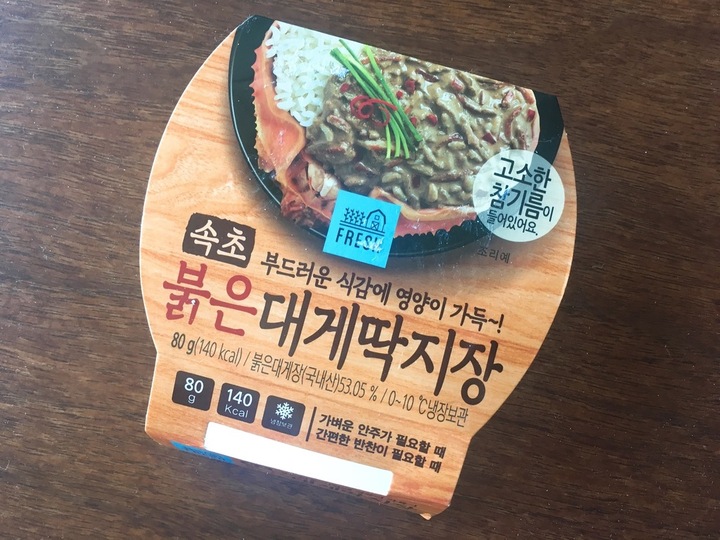 고소한
참기름이
들어있어요
조리예
FRESH
속초
부드러운 식감에 영양이 가득~!
붉은대게딱지장
80 g(140 kcal) / 붉은대게장(국내산)53.05 % / 0~10 ℃냉장보관
80 g
140 Kcal
냉장보관
가벼운 안주가 필요할 때
간편한 반찬이 필요할 때